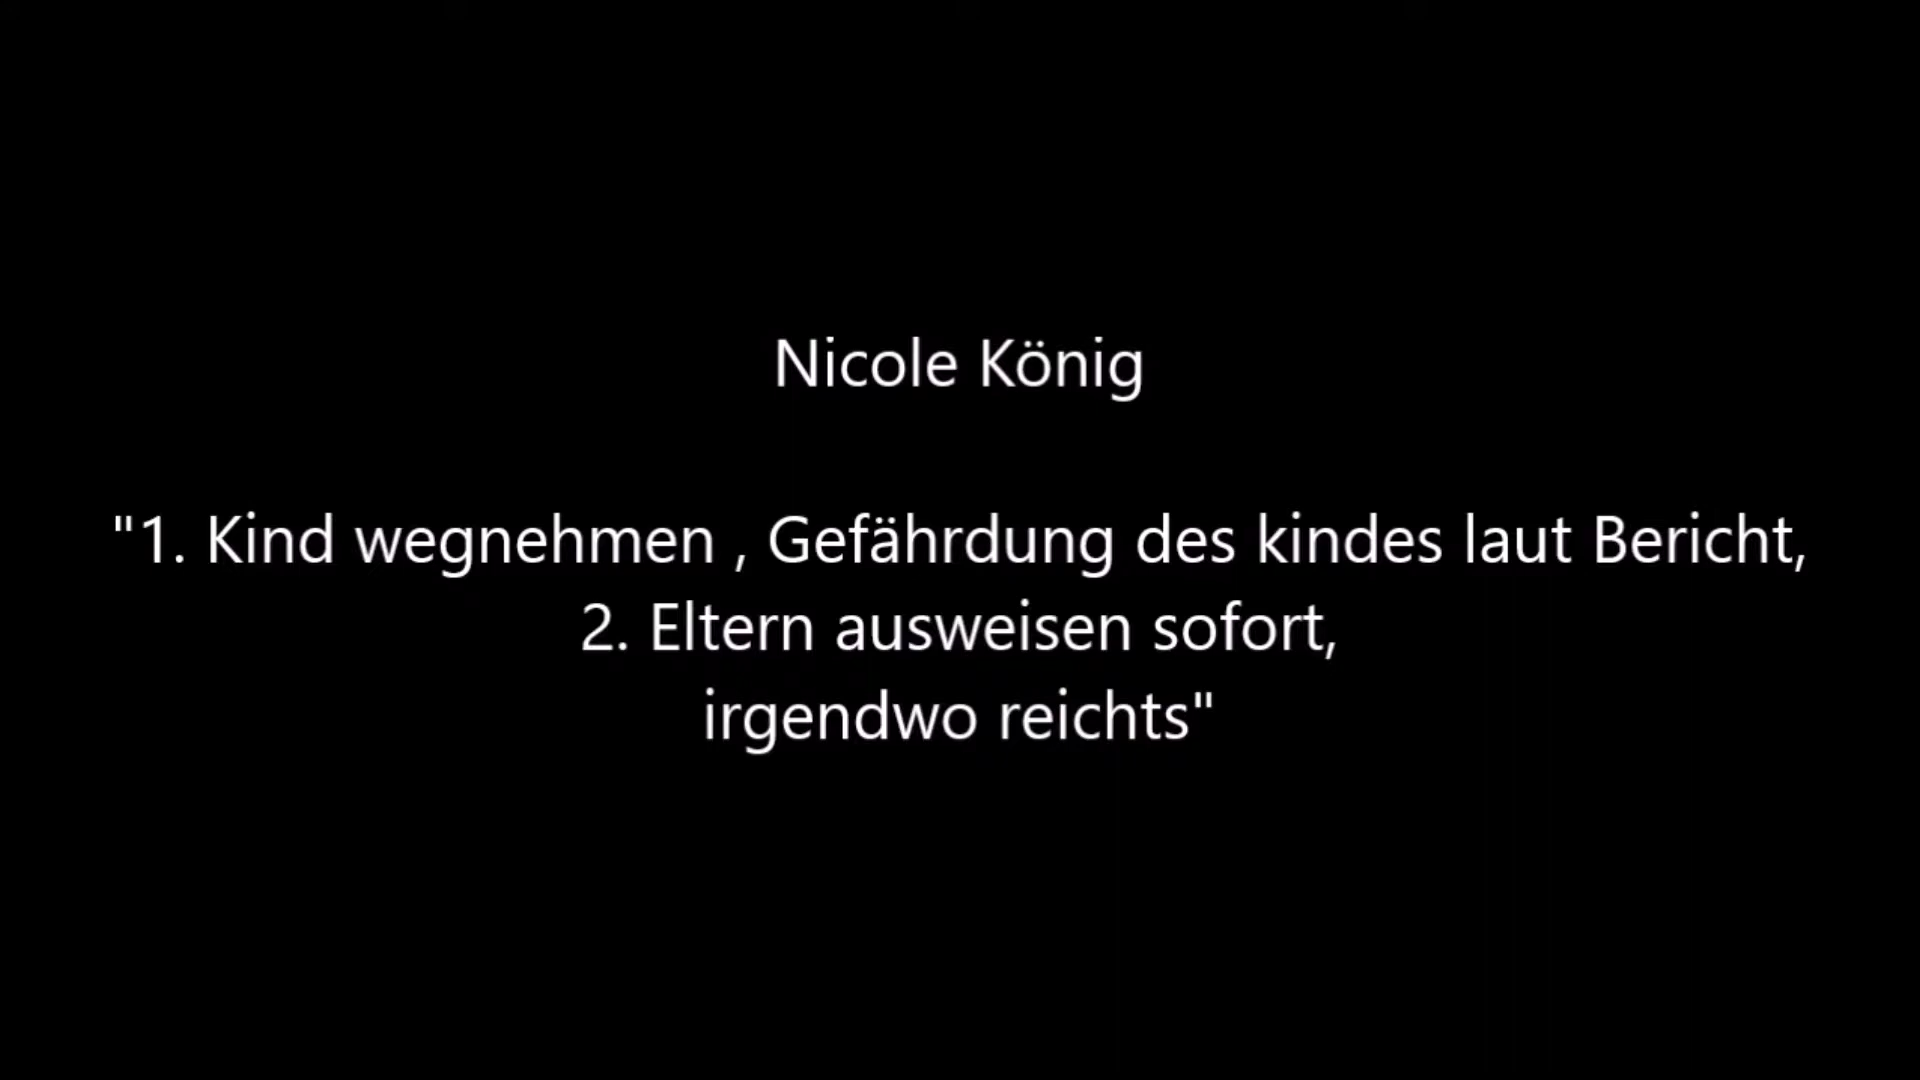 Nicole König
"1. Kind wegnehmen , Gefährdung des kindes laut Bericht,
2. Eltern ausweisen sofort,
irgendwo reichts"